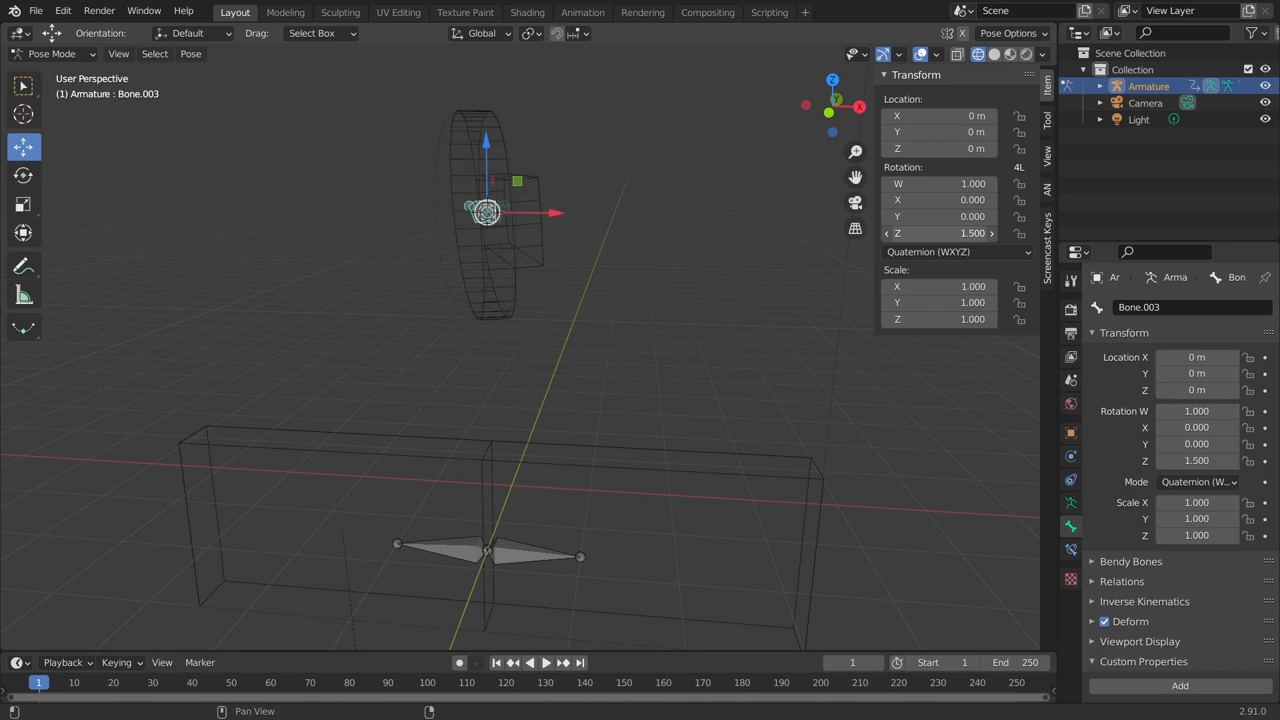 File Edit Render Window Help Layout Modeling Sculpting UV Editing Texture Paint Shading Animation Rendering Compositing Scripting + Scene View Layer
Orientation: Default Drag: Select Box Global X Pose Options
Pose Mode View Select Pose
User Perspective
(1) Armature : Bone.003
Z
Y
X
Transform
Location:
X 0 m
Y 0 m
Z 0 m
Rotation: 4L
W 1.000
X 0.000
Y 0.000
Z 1.500
Quaternion (WXYZ)
Scale:
X 1.000
Y 1.000
Z 1.000
Item
Tool
View
AN
Screencast Keys
Scene Collection
Collection
Armature
Camera
Light
Ar Arma Bon
Bone.003
Transform
Location X 0 m
Y 0 m
Z 0 m
Rotation W 1.000
X 0.000
Y 0.000
Z 1.500
Mode Quaternion (W...
Scale X 1.000
Y 1.000
Z 1.000
Bendy Bones
Relations
Inverse Kinematics
Deform
Viewport Display
Custom Properties
Add
Playback Keying View Marker 1 Start 1 End 250
1 10 20 30 40 50 60 70 80 90 100 110 120 130 140 150 160 170 180 190 200 210 220 230 240 250
Pan View 2.91.0